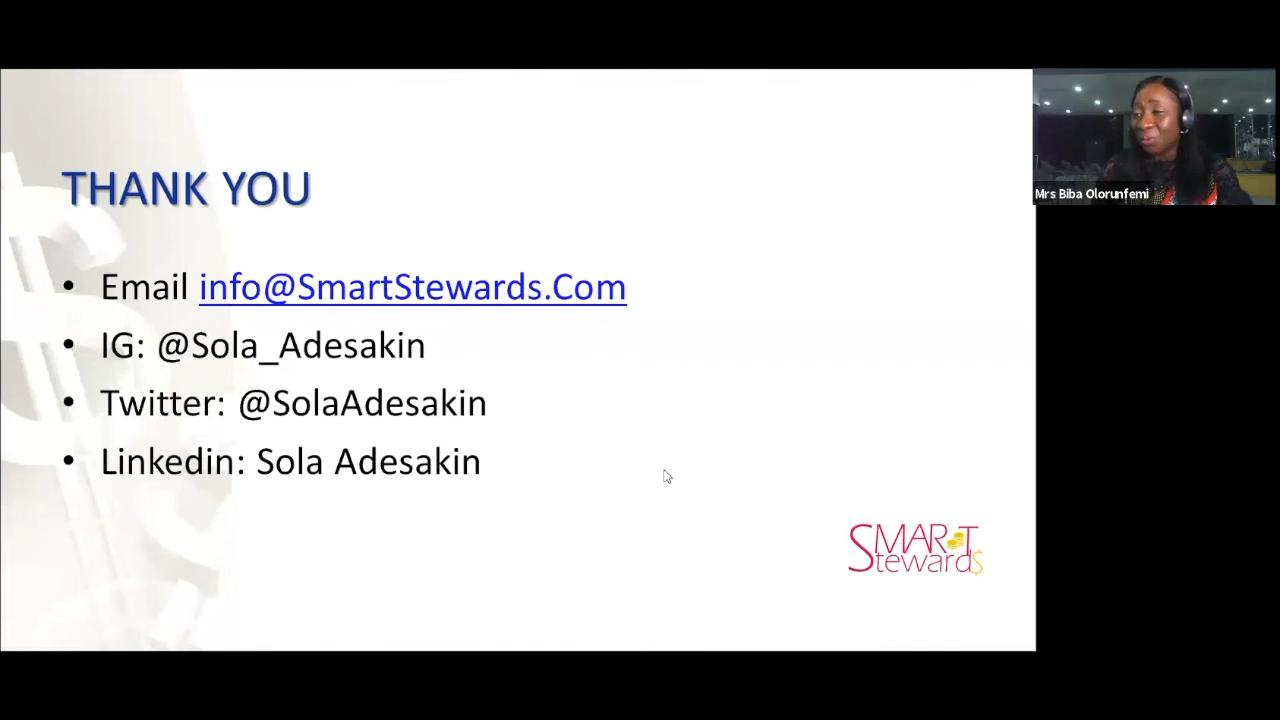 THANK YOU
• Email info@SmartStewards.Com
• IG: @Sola_Adesakin
• Twitter: @SolaAdesakin
• Linkedin: Sola Adesakin
SMART
Stewards
Mrs Biba Olorunfemi